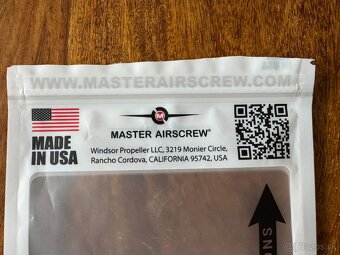 WWW.MASTERAIRSCREW.COM
MADE
IN USA
MASTER AIRSCREW®
Windsor Propeller LLC, 3219 Monier Circle,
Rancho Cordova, CALIFORNIA 95742, USA